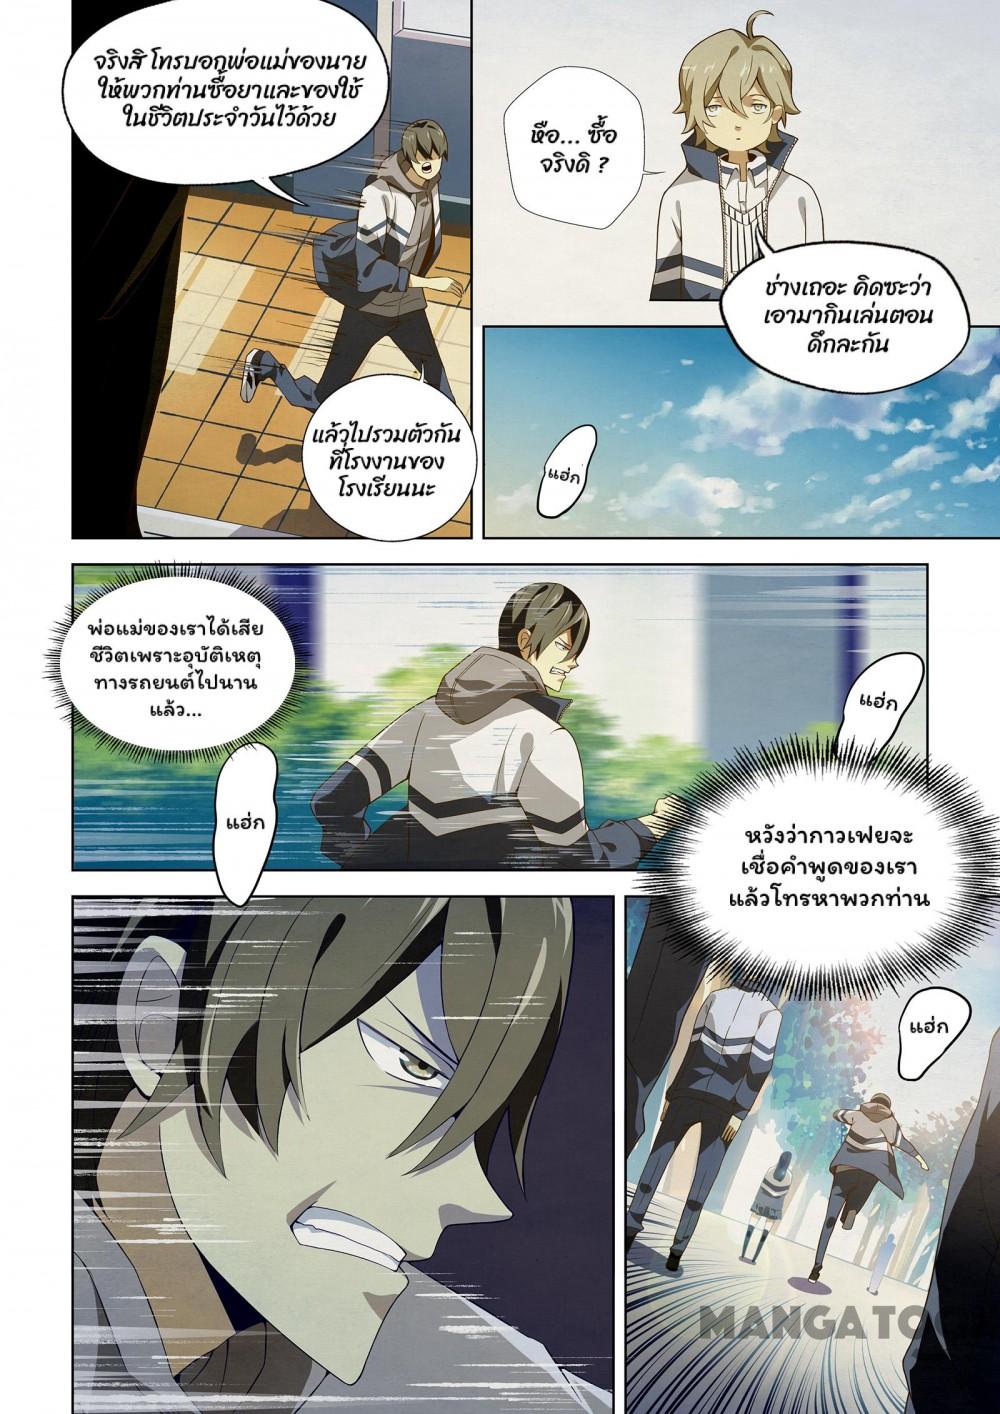 จริงสิ โทรบอกพ่อแม่ของนาย
ให้พวกท่านซื้อยาและของใช้
ในชีวิตประจำวันไว้ด้วย
หือ... ซื้อ
จริงดิ ?
ช่างเถอะ คิดซะว่า
เอามากินเล่นตอน
ดึกละกัน
แล้วไปรวมตัวกัน
ที่โรงงานของ
โรงเรียนนะ
แฮ่ก
พ่อแม่ของเราได้เสีย
ชีวิตเพราะอุบัติเหตุ
ทางรถยนต์ไปนาน
แล้ว...
แฮ่ก
แฮ่ก
หวังว่ากาวเฟยจะ
เชื่อคำพูดของเรา
แล้วโทรหาพวกท่าน
แฮ่ก
MANGA TOO